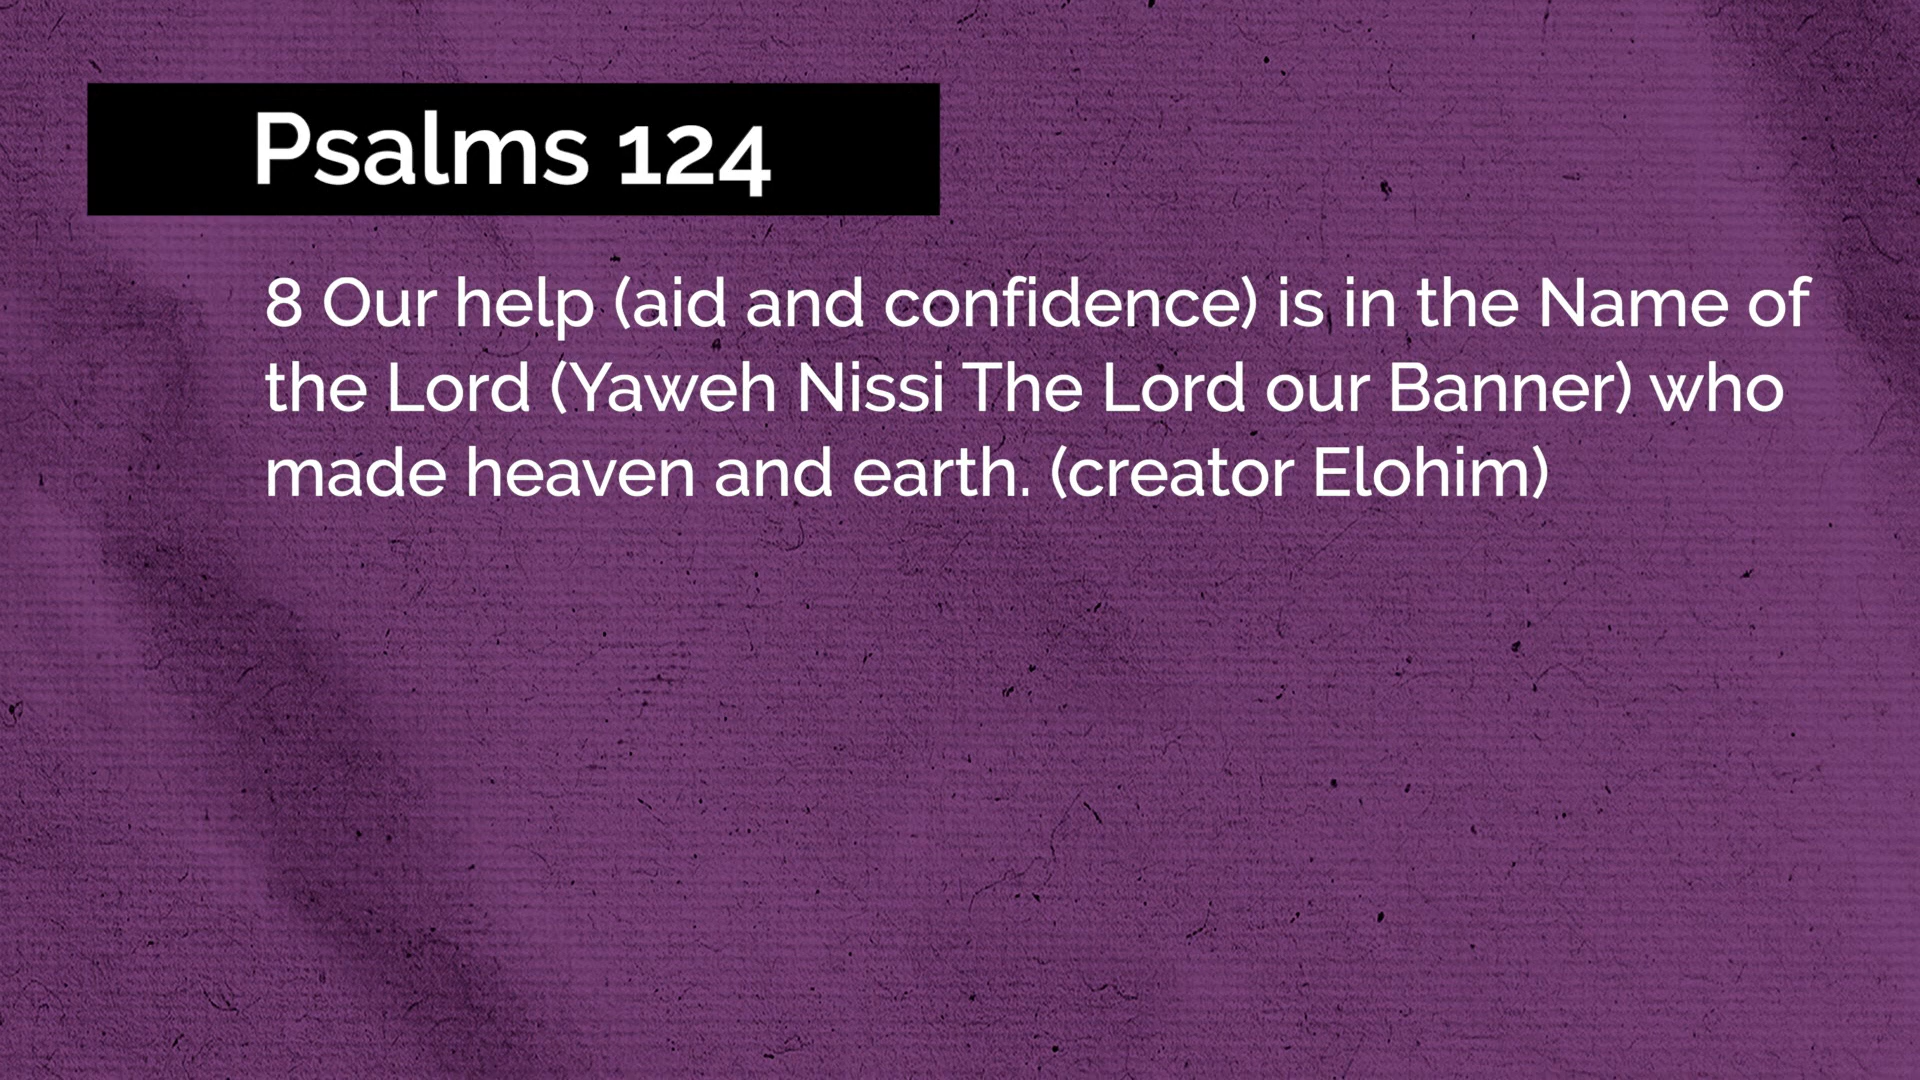 Psalms 124
8 Our help (aid and confidence) is in the Name of
the Lord (Yaweh Nissi The Lord our Banner) who
made heaven and earth. (creator Elohim)